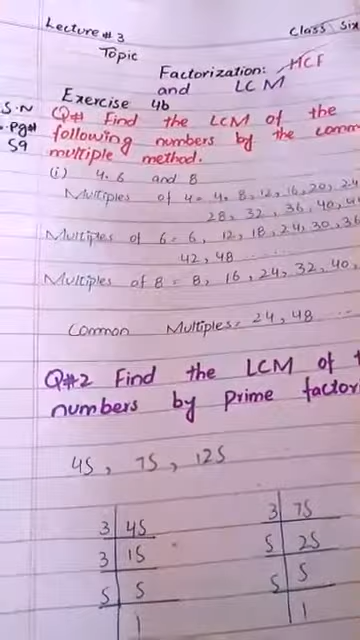 Lecture # 3
Class Six
Topic
Factorization: HCF
and LCM
Exercise 4b
S.N
Pg#
59
Q#1 Find the LCM of the
following numbers by the
multiple method.
(i) 4, 6 and 8
Multiples of 4 = 4, 8, 12, 16, 20, 24
28, 32, 36, 40,
Multiples of 6 = 6, 12, 18, 24, 30, 36
42, 48 ......
Multiples of 8 = 8, 16, 24, 32, 40,
Common Multiples = 24, 48 ...
Q#2 Find the LCM of
numbers by prime
45, 75, 125
3 45
3 15
5 5
1
3 75
5 25
5 5
1